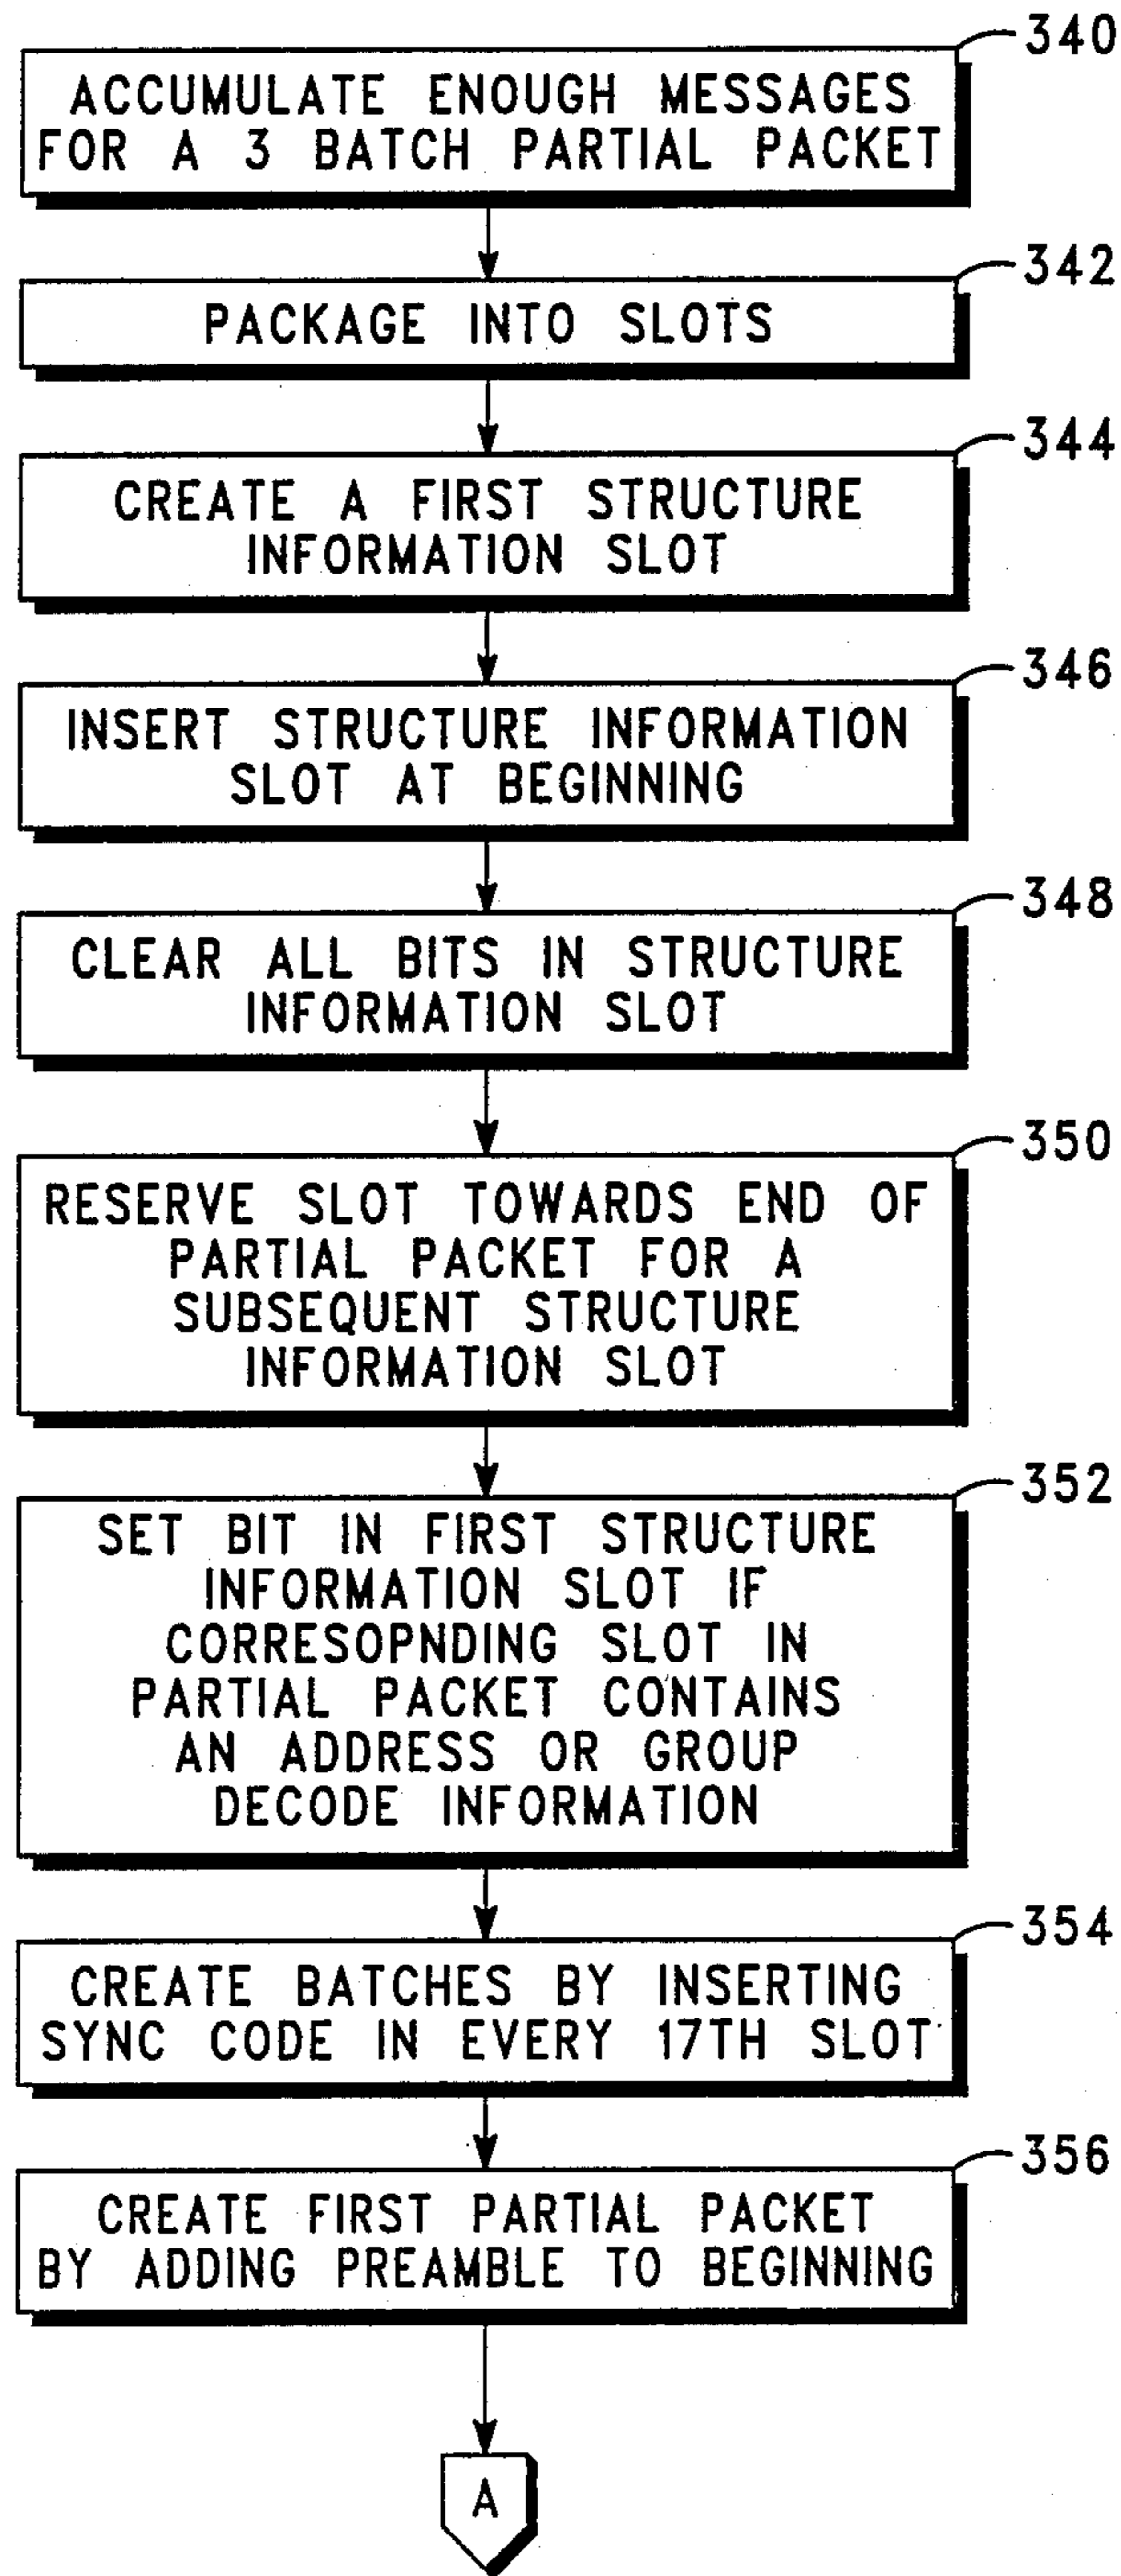 340
ACCUMULATE ENOUGH MESSAGES
FOR A 3 BATCH PARTIAL PACKET
342
PACKAGE INTO SLOTS
344
CREATE A FIRST STRUCTURE
INFORMATION SLOT
346
INSERT STRUCTURE INFORMATION
SLOT AT BEGINNING
348
CLEAR ALL BITS IN STRUCTURE
INFORMATION SLOT
350
RESERVE SLOT TOWARDS END OF
PARTIAL PACKET FOR A
SUBSEQUENT STRUCTURE
INFORMATION SLOT
352
SET BIT IN FIRST STRUCTURE
INFORMATION SLOT IF
CORRESOPNDING SLOT IN
PARTIAL PACKET CONTAINS
AN ADDRESS OR GROUP
DECODE INFORMATION
354
CREATE BATCHES BY INSERTING
SYNC CODE IN EVERY 17TH SLOT
356
CREATE FIRST PARTIAL PACKET
BY ADDING PREAMBLE TO BEGINNING
A